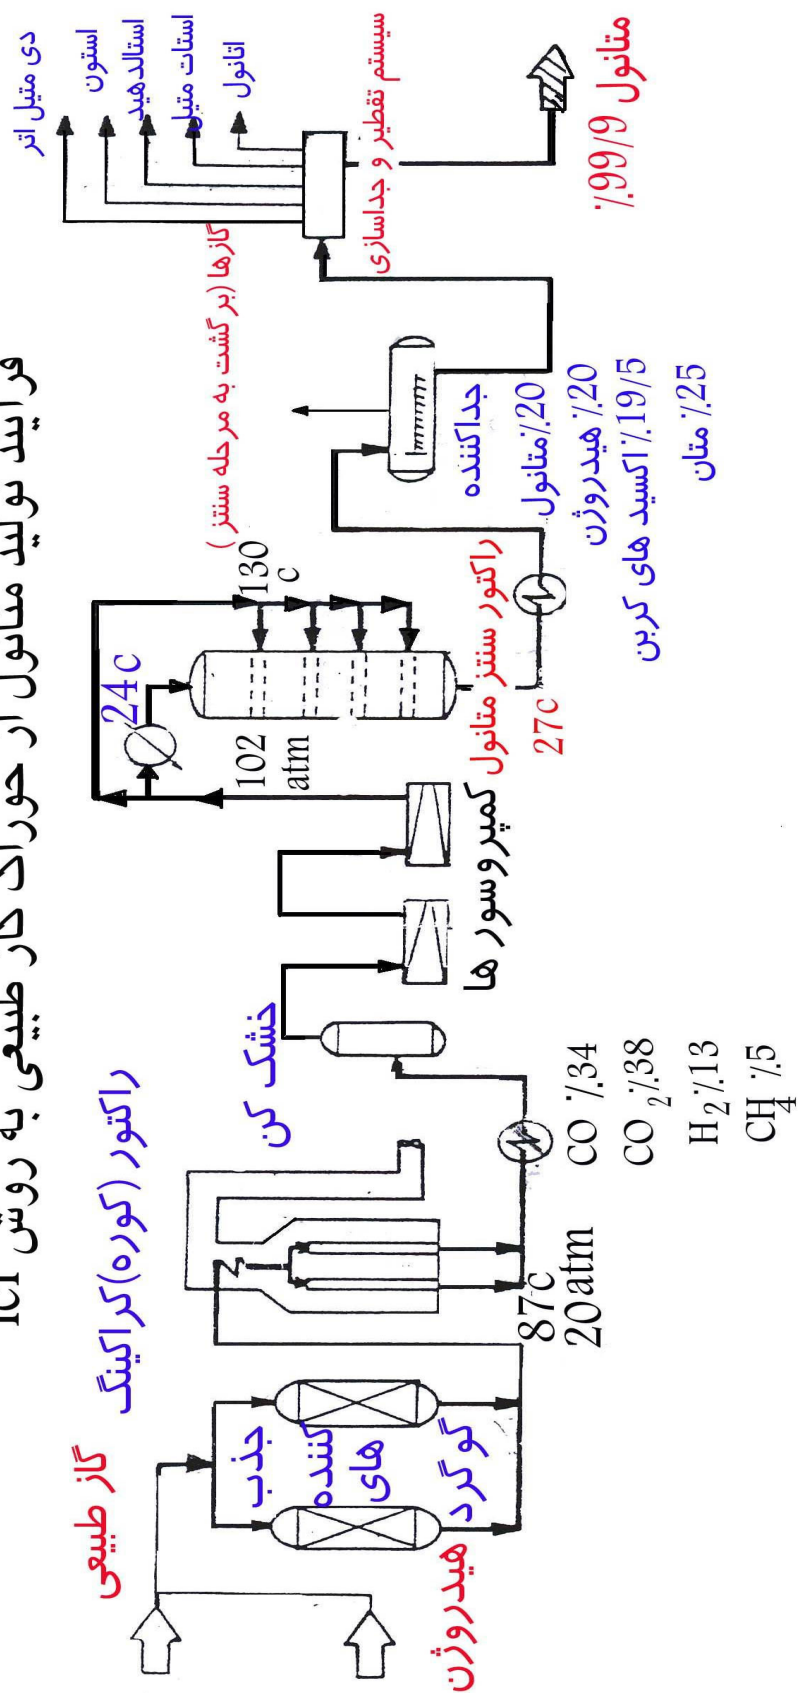 فرایند تولید متانول از خوراک گاز طبیعی به روش ICI
گاز طبیعی
هیدروژن
جذب
کننده
های
گوگرد
راکتور (کوره)کراکینگ
87c
20atm
CO ٪34
CO2٪38
H2٪13
CH4٪5
خشک کن
کمپروسور ها
24c
102
atm
130
c
راکتور سنتز متانول
27c
گازها (بر گشت به مرحله سنتز )
جداکننده
20٪متانول
20٪ هیدروژن
19/5٪ اکسید های کربن
25٪ متان
سیستم تقطیر و جداسازی
دی متیل اتر
استون
استالدهید
استات متیل
اتانول
متانول 99/9٪